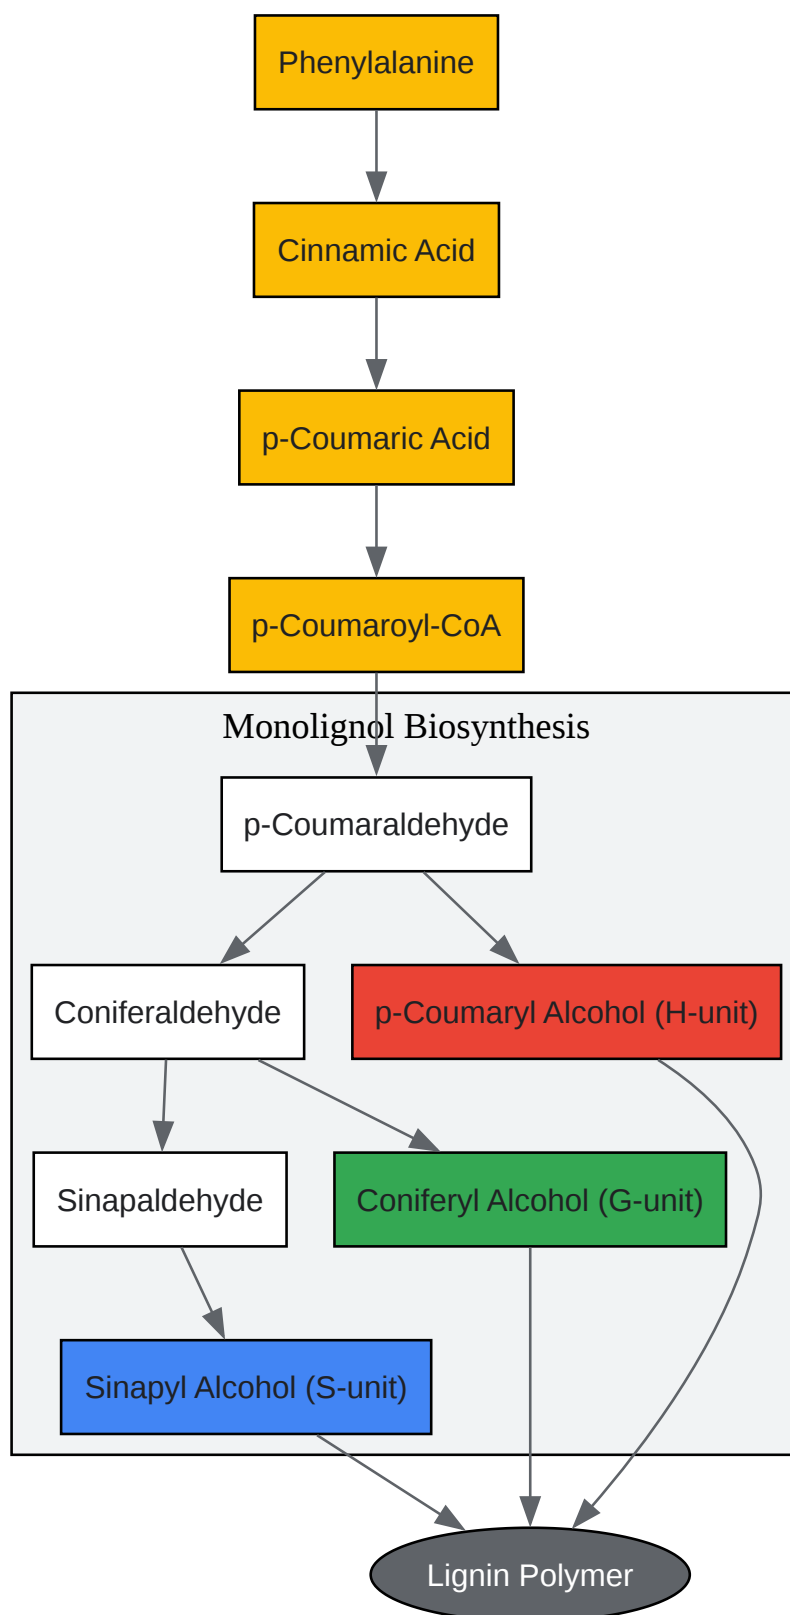 Phenylalanine
Cinnamic Acid
p-Coumaric Acid
p-Coumaroyl-CoA
Monolignol Biosynthesis
p-Coumaraldehyde
Coniferaldehyde
p-Coumaryl Alcohol (H-unit)
Sinapaldehyde
Coniferyl Alcohol (G-unit)
Sinapyl Alcohol (S-unit)
Lignin Polymer